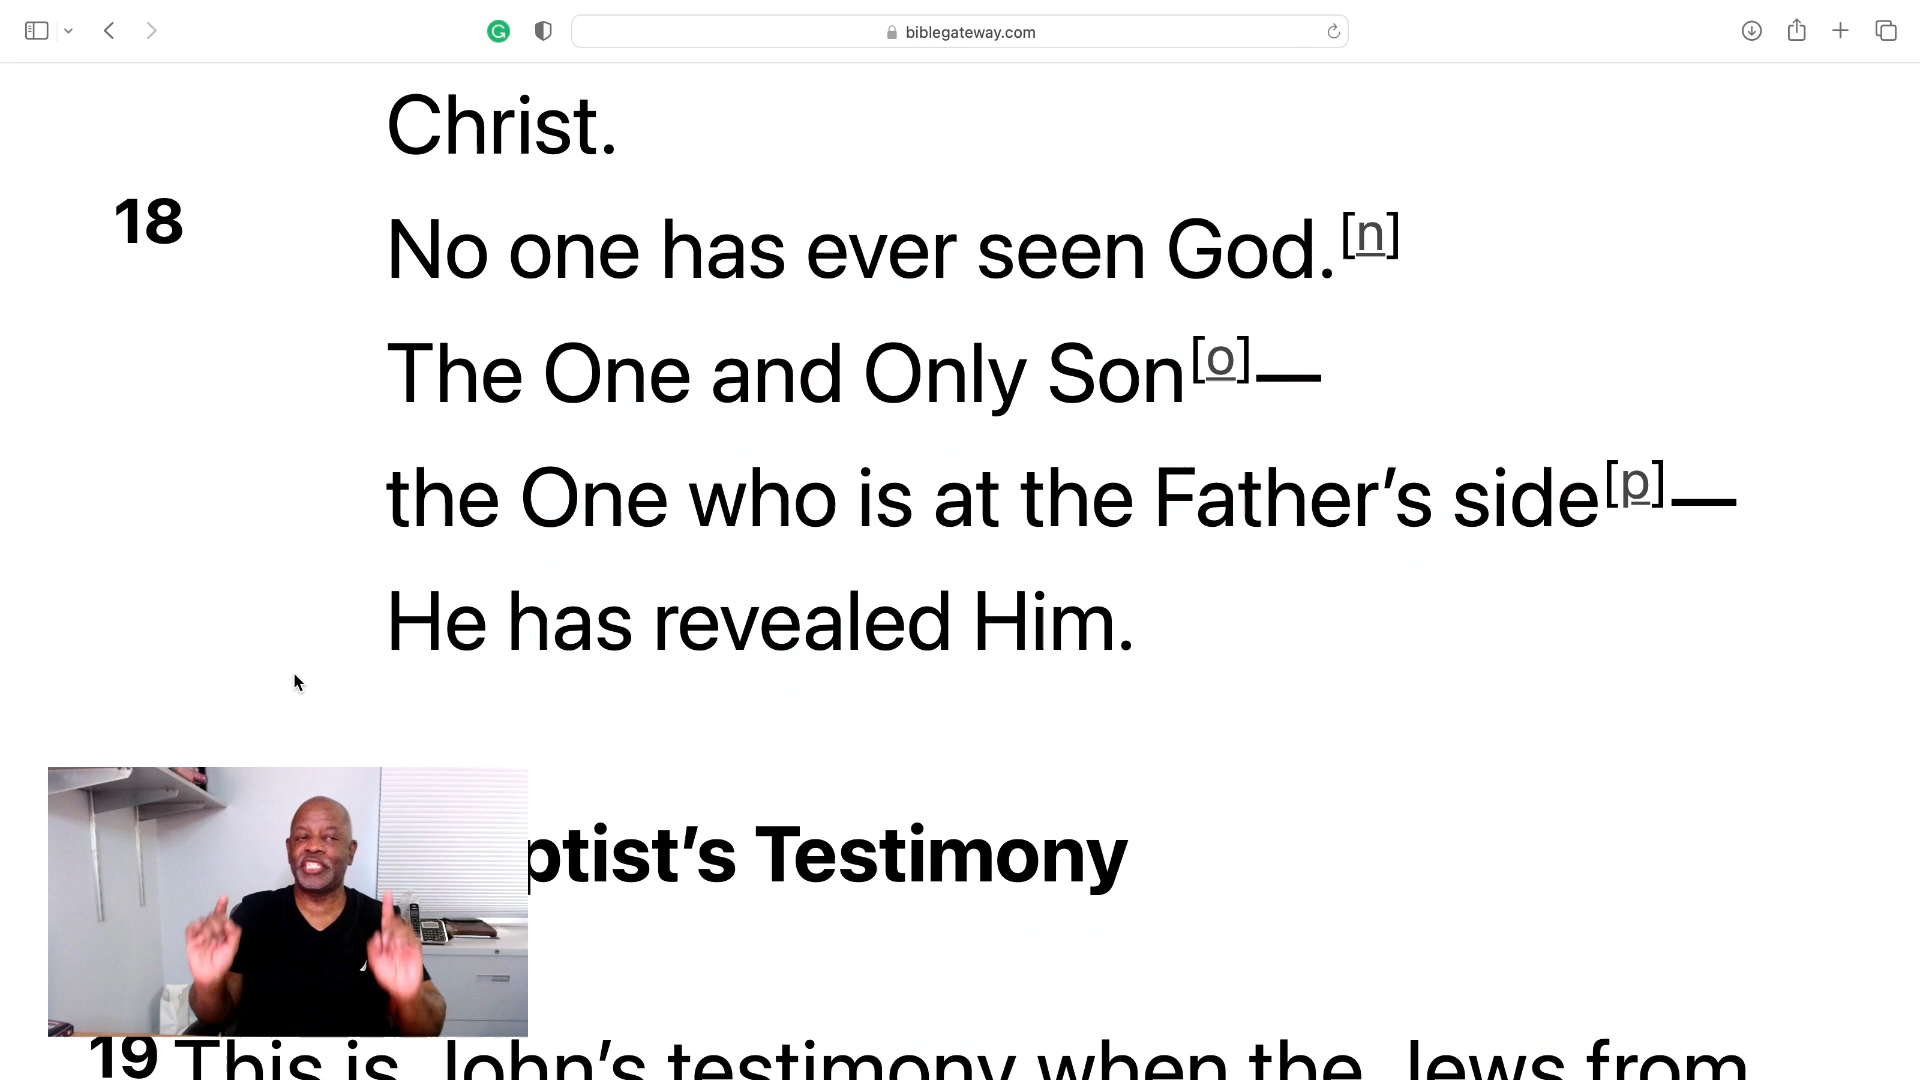 biblegateway.com
Christ.
18
No one has ever seen God.[n]
The One and Only Son[o]—
the One who is at the Father’s side[p]—
He has revealed Him.
ptist’s Testimony
19 This is John’s testimony when the Jews from